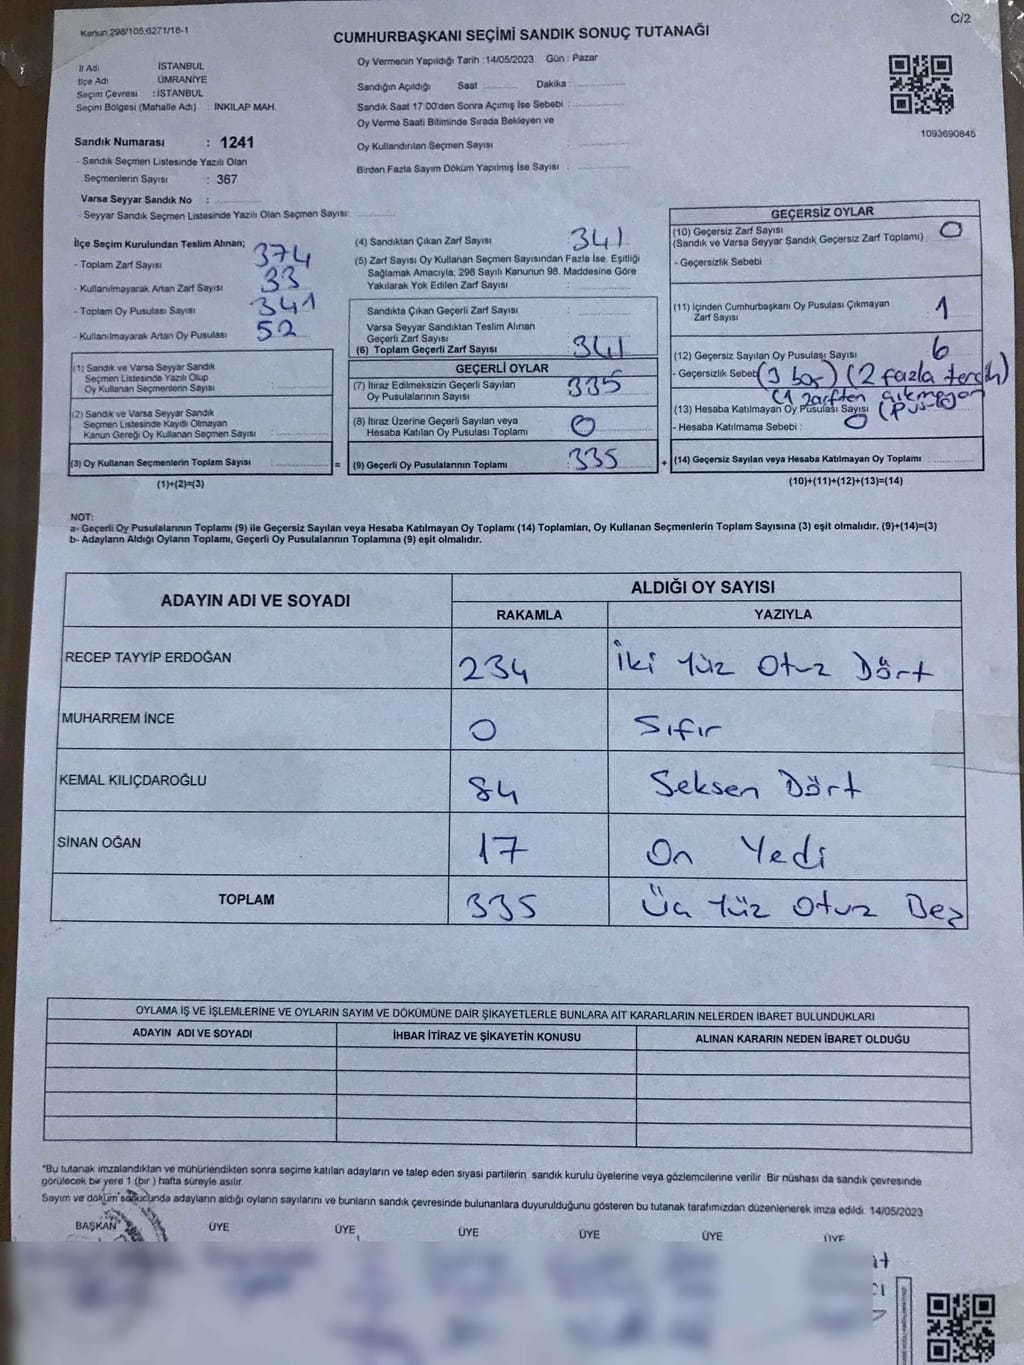 Kanun 298/105;6271/18-1
C/2
CUMHURBAŞKANI SEÇİMİ SANDIK SONUÇ TUTANAĞI
İl Adı : İSTANBUL
İlçe Adı : ÜMRANİYE
Seçim Çevresi : İSTANBUL
Seçim Bölgesi (Mahalle Adı) : İNKILAP MAH.
Sandık Numarası : 1241
- Sandık Seçmen Listesinde Yazılı Olan
Seçmenlerin Sayısı : 367
Varsa Seyyar Sandık No :
- Seyyar Sandık Seçmen Listesinde Yazılı Olan Seçmen Sayısı:
Oy Vermenin Yapıldığı Tarih :14/05/2023 Gün : Pazar
Sandığın Açıldığı Saat Dakika :
Sandık Saat 17:00'den Sonra Açımış İse Sebebi :
Oy Verme Saati Bitiminde Sırada Bekleyen ve
Oy Kullandırılan Seçmen Sayısı :
Birden Fazla Sayım Döküm Yapılmış İse Sayısı :
1093690845
İlçe Seçim Kurulundan Teslim Alınan;
- Toplam Zarf Sayısı : 374
- Kullanılmayarak Artan Zarf Sayısı : 33
- Toplam Oy Pusulası Sayısı : 341
- Kullanılmayarak Artan Oy Pusulası : 52
(1) Sandık ve Varsa Seyyar Sandık
Seçmen Listesinde Yazılı Olup
Oy Kullanan Seçmenlerin Sayısı :
(2) Sandık ve Varsa Seyyar Sandık
Seçmen Listesinde Kayıtlı Olmayan
Kanun Gereği Oy Kullanan Seçmen Sayısı :
(3) Oy Kullanan Seçmenlerin Toplam Sayısı : =
(1)+(2)=(3)
(4) Sandıktan Çıkan Zarf Sayısı : 341
(5) Zarf Sayısı Oy Kullanan Seçmen Sayısından Fazla İse, Eşitliği
Sağlamak Amacıyla; 298 Sayılı Kanunun 98. Maddesine Göre
Yakılarak Yok Edilen Zarf Sayısı :
Sandıkta Çıkan Geçerli Zarf Sayısı :
Varsa Seyyar Sandıktan Teslim Alınan
Geçerli Zarf Sayısı :
(6) Toplam Geçerli Zarf Sayısı : 341
GEÇERLİ OYLAR
(7) İtiraz Edilmeksizin Geçerli Sayılan
Oy Pusulalarının Sayısı : 335
(8) İtiraz Üzerine Geçerli Sayılan veya
Hesaba Katılan Oy Pusulası Toplamı : 0
(9) Geçerli Oy Pusulalarının Toplamı : 335 +
GEÇERSİZ OYLAR
(10) Geçersiz Zarf Sayısı 0
(Sandık ve Varsa Seyyar Sandık Geçersiz Zarf Toplamı) :
- Geçersizlik Sebebi :
(11) İçinden Cumhurbaşkanı Oy Pusulası Çıkmayan
Zarf Sayısı : 1
(12) Geçersiz Sayılan Oy Pusulası Sayısı : 6
- Geçersizlik Sebebi (3 boş) (2 fazla tercih)
(1 zarften çıkmayan
(13) Hesaba Katılmayan Oy Pusulası Sayısı : 0 (Pusula)
- Hesaba Katılmama Sebebi :
(14) Geçersiz Sayılan veya Hesaba Katılmayan Oy Toplamı :
(10)+(11)+(12)+(13)=(14)
NOT:
a- Geçerli Oy Pusulalarının Toplamı (9) ile Geçersiz Sayılan veya Hesaba Katılmayan Oy Toplamı (14) Toplamları, Oy Kullanan Seçmenlerin Toplam Sayısına (3) eşit olmalıdır. (9)+(14)=(3)
b- Adayların Aldığı Oyların Toplamı, Geçerli Oy Pusulalarının Toplamına (9) eşit olmalıdır.
ADAYIN ADI VE SOYADI ALDIĞI OY SAYISI
RAKAMLA YAZIYLA
RECEP TAYYİP ERDOĞAN 234 İki Yüz Otuz Dört
MUHARREM İNCE 0 Sıfır
KEMAL KILIÇDAROĞLU 84 Seksen Dört
SİNAN OĞAN 17 On Yedi
TOPLAM 335 Üç Yüz Otuz Beş
OYLAMA İŞ VE İŞLEMLERİNE VE OYLARIN SAYIM VE DÖKÜMÜNE DAİR ŞİKAYETLERLE BUNLARA AİT KARARLARIN NELERDEN İBARET BULUNDUKLARI
ADAYIN ADI VE SOYADI İHBAR İTİRAZ VE ŞİKAYETİN KONUSU ALINAN KARARIN NEDEN İBARET OLDUĞU
*Bu tutanak imzalandıktan ve mühürlendikten sonra seçime katılan adayların ve talep eden siyasi partilerin sandık kurulu üyelerine veya gözlemcilerine verilir. Bir nüshası da sandık çevresinde
görülecek bir yere 1 (bir ) hafta süreyle asılır.
Sayım ve döküm sonucunda adayların aldığı oyların sayılarını ve bunların sandık çevresinde bulunanlara duyurulduğunu gösteren bu tutanak tarafımızdan düzenlenerek imza edildi. 14/05/2023
BAŞKAN ÜYE ÜYE ÜYE ÜYE ÜYE ÜYE